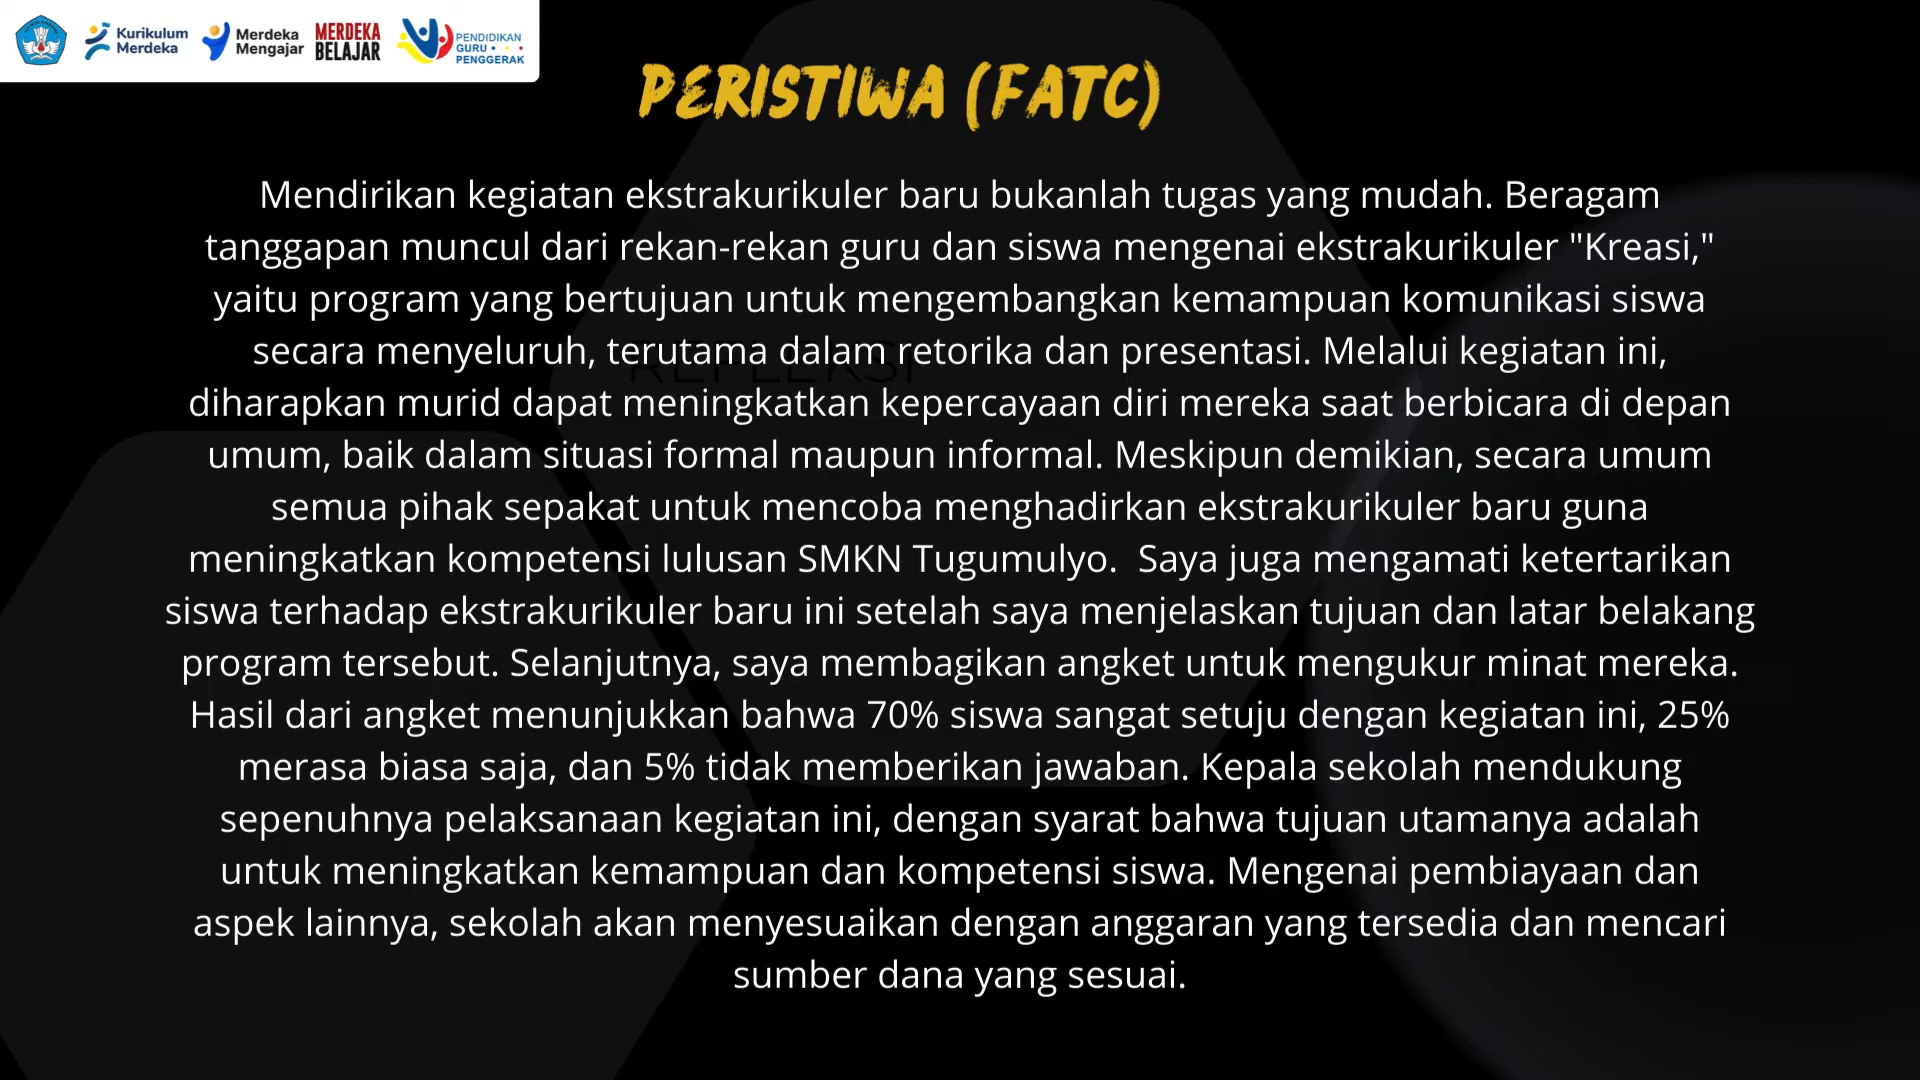 Kurikulum
Merdeka
Merdeka
Mengajar
MERDEKA
BELAJAR
PENDIDIKAN
GURU
PENGGERAK
PERISTIWA (FATC)
Mendirikan kegiatan ekstrakurikuler baru bukanlah tugas yang mudah. Beragam
tanggapan muncul dari rekan-rekan guru dan siswa mengenai ekstrakurikuler "Kreasi,"
yaitu program yang bertujuan untuk mengembangkan kemampuan komunikasi siswa
secara menyeluruh, terutama dalam retorika dan presentasi. Melalui kegiatan ini,
REFLEKSI
diharapkan murid dapat meningkatkan kepercayaan diri mereka saat berbicara di depan
umum, baik dalam situasi formal maupun informal. Meskipun demikian, secara umum
semua pihak sepakat untuk mencoba menghadirkan ekstrakurikuler baru guna
meningkatkan kompetensi lulusan SMKN Tugumulyo.  Saya juga mengamati ketertarikan
siswa terhadap ekstrakurikuler baru ini setelah saya menjelaskan tujuan dan latar belakang
program tersebut. Selanjutnya, saya membagikan angket untuk mengukur minat mereka.
Hasil dari angket menunjukkan bahwa 70% siswa sangat setuju dengan kegiatan ini, 25%
merasa biasa saja, dan 5% tidak memberikan jawaban. Kepala sekolah mendukung
sepenuhnya pelaksanaan kegiatan ini, dengan syarat bahwa tujuan utamanya adalah
untuk meningkatkan kemampuan dan kompetensi siswa. Mengenai pembiayaan dan
aspek lainnya, sekolah akan menyesuaikan dengan anggaran yang tersedia dan mencari
sumber dana yang sesuai.